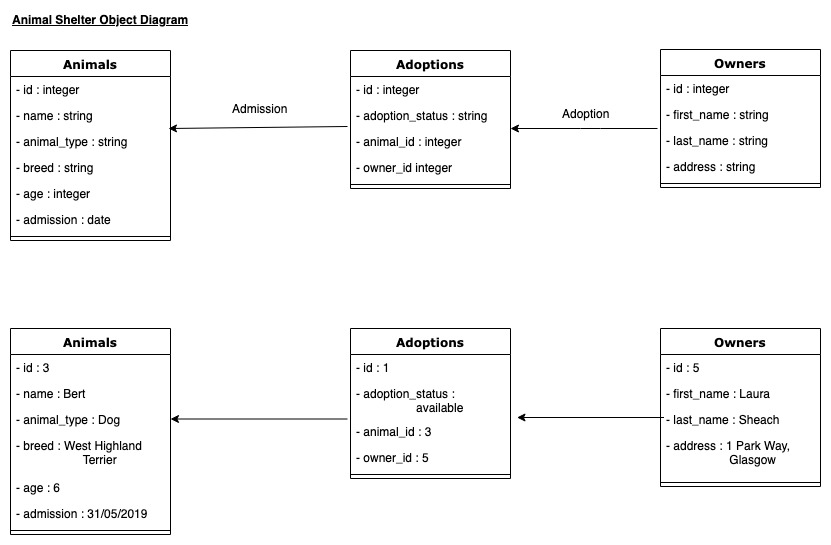 Animal Shelter Object Diagram
Animals
- id : integer
- name : string
- animal_type : string
- breed : string
- age : integer
- admission : date
Admission
Adoptions
- id : integer
- adoption_status : string
- animal_id : integer
- owner_id integer
Adoption
Owners
- id : integer
- first_name : string
- last_name : string
- address : string
Animals
- id : 3
- name : Bert
- animal_type : Dog
- breed : West Highland
Terrier
- age : 6
- admission : 31/05/2019
Adoptions
- id : 1
- adoption_status :
available
- animal_id : 3
- owner_id : 5
Owners
- id : 5
- first_name : Laura
- last_name : Sheach
- address : 1 Park Way,
Glasgow